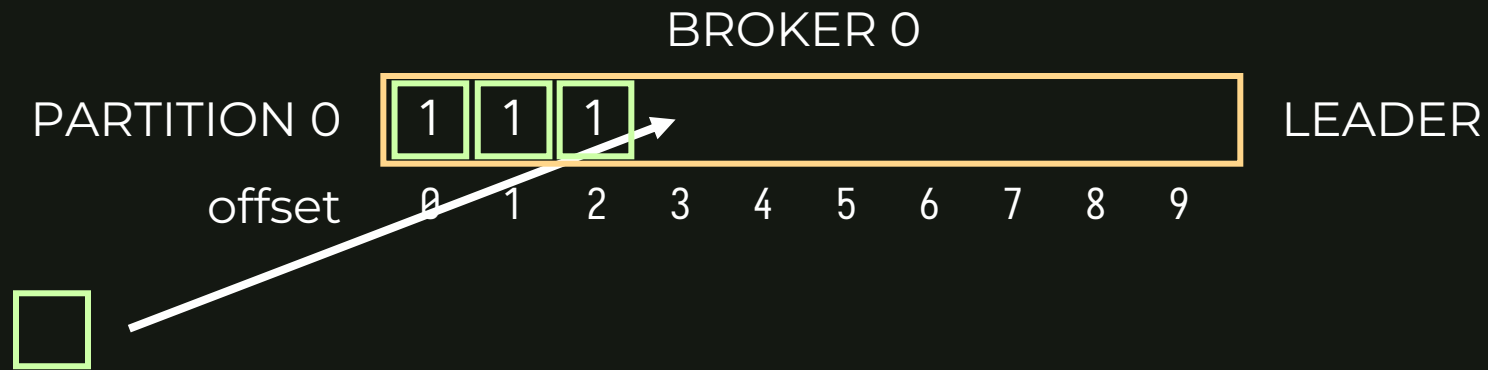 BROKER 0
PARTITION 0 1 1 1 LEADER
offset 0 1 2 3 4 5 6 7 8 9